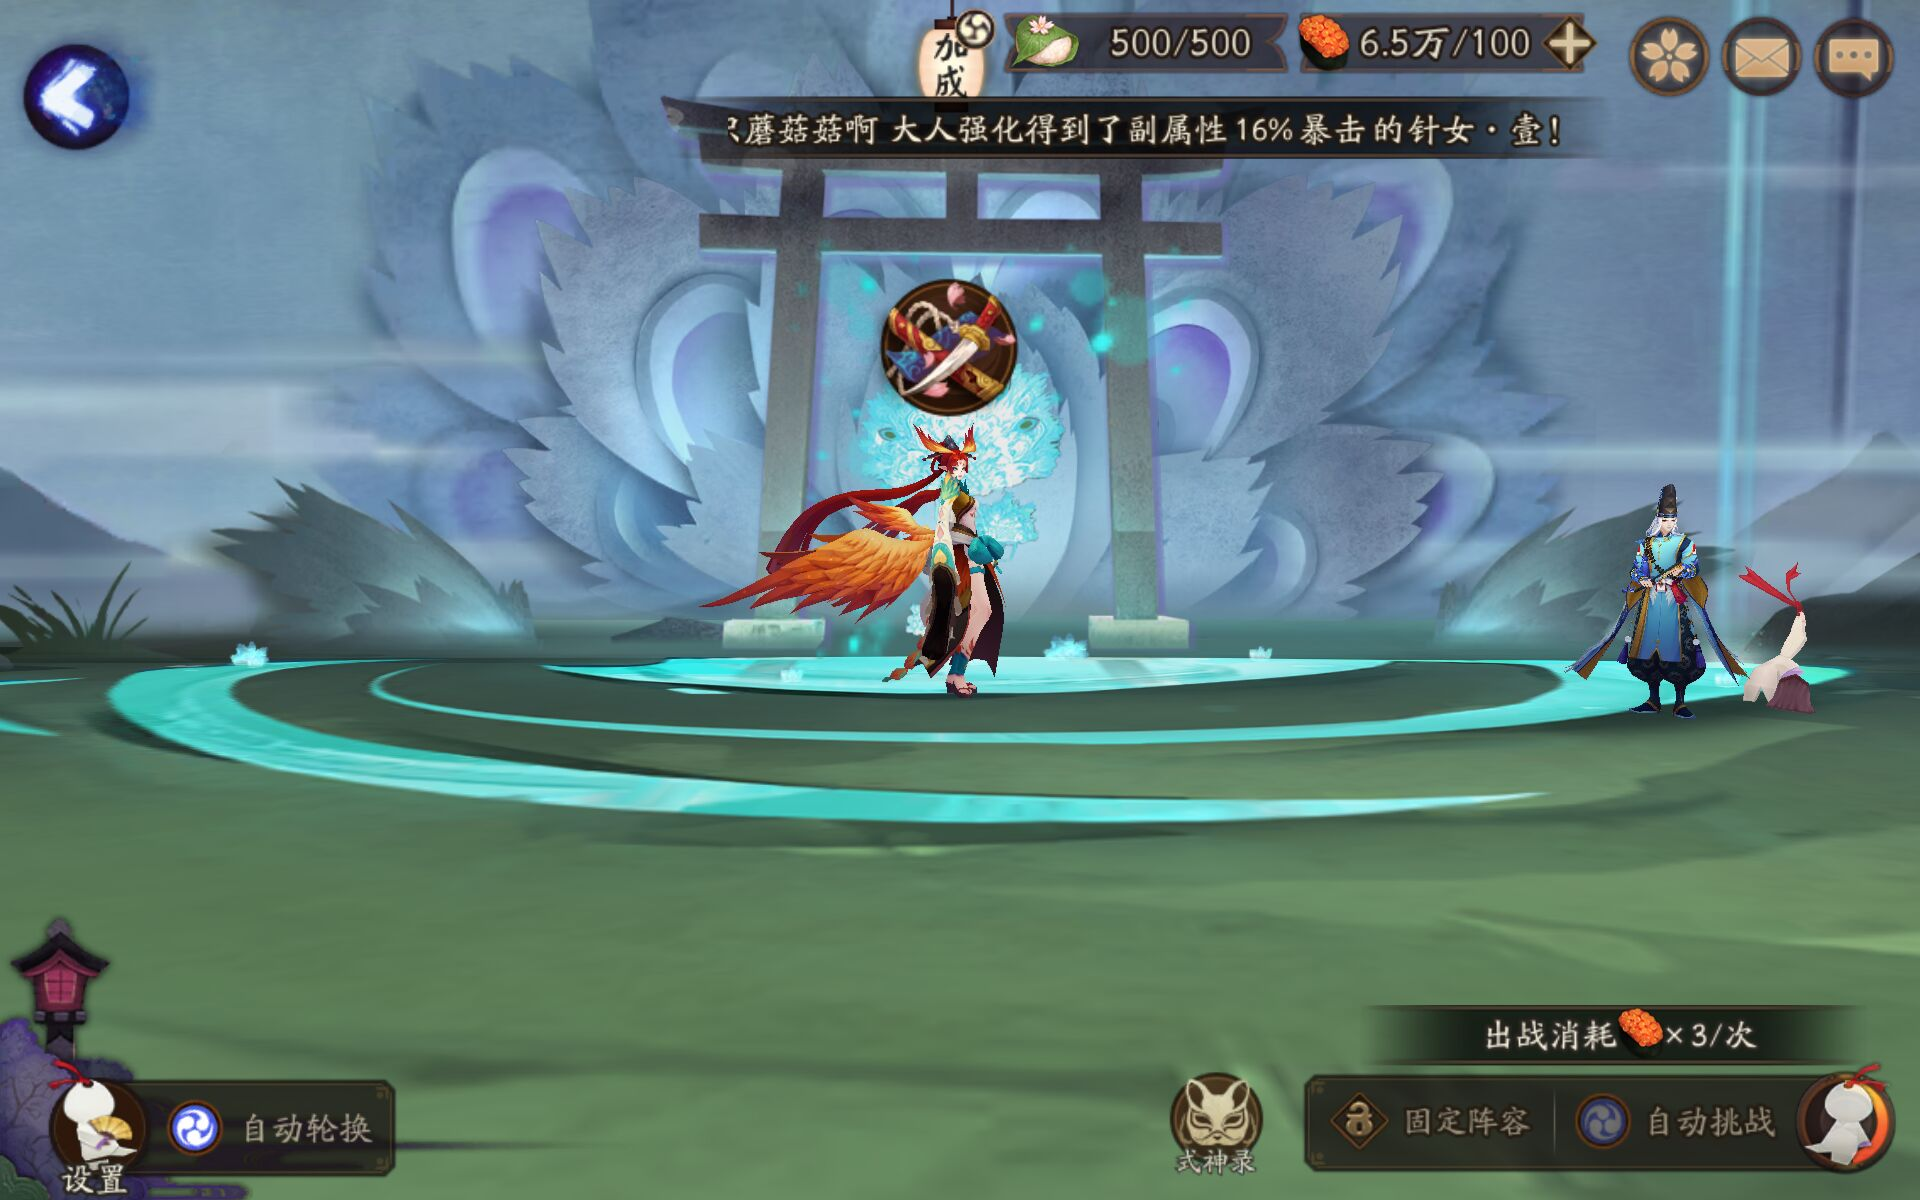 加成
500/500
6.5万/100
蘑菇菇啊 大人强化得到了副属性16%暴击的针女·壹!
出战消耗×3/次
自动轮换
设置
式神录
固定阵容
自动挑战